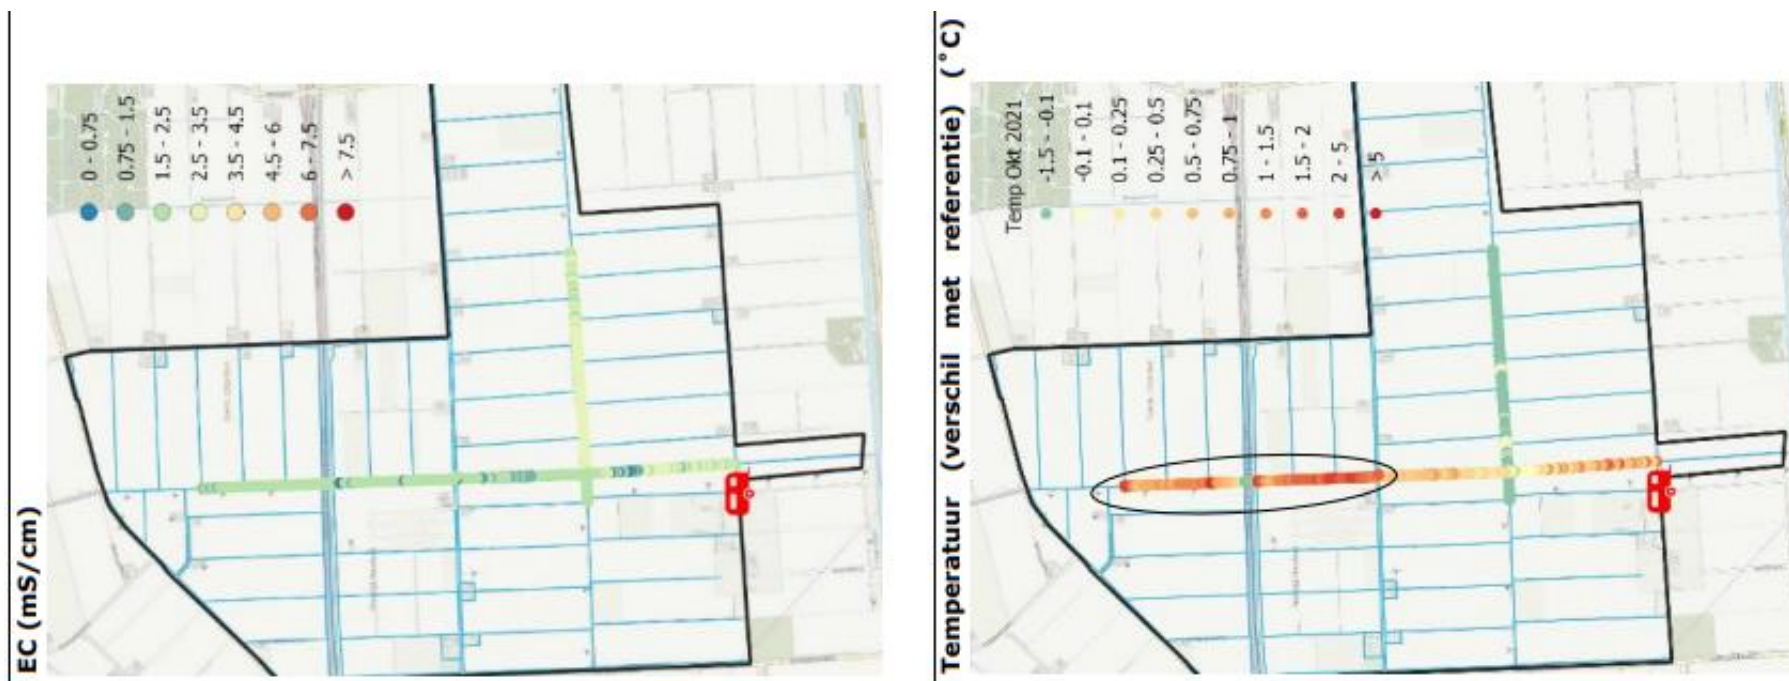 EC (mS/cm)
0 - 0.75
0.75 - 1.5
1.5 - 2.5
2.5 - 3.5
3.5 - 4.5
4.5 - 6
6 - 7.5
> 7.5
Temperatuur (verschil met referentie) (˚C)
Temp Okt 2021
-1.5 - -0.1
-0.1 - 0.1
0.1 - 0.25
0.25 - 0.5
0.5 - 0.75
0.75 - 1
1 - 1.5
1.5 - 2
2 - 5
> 5